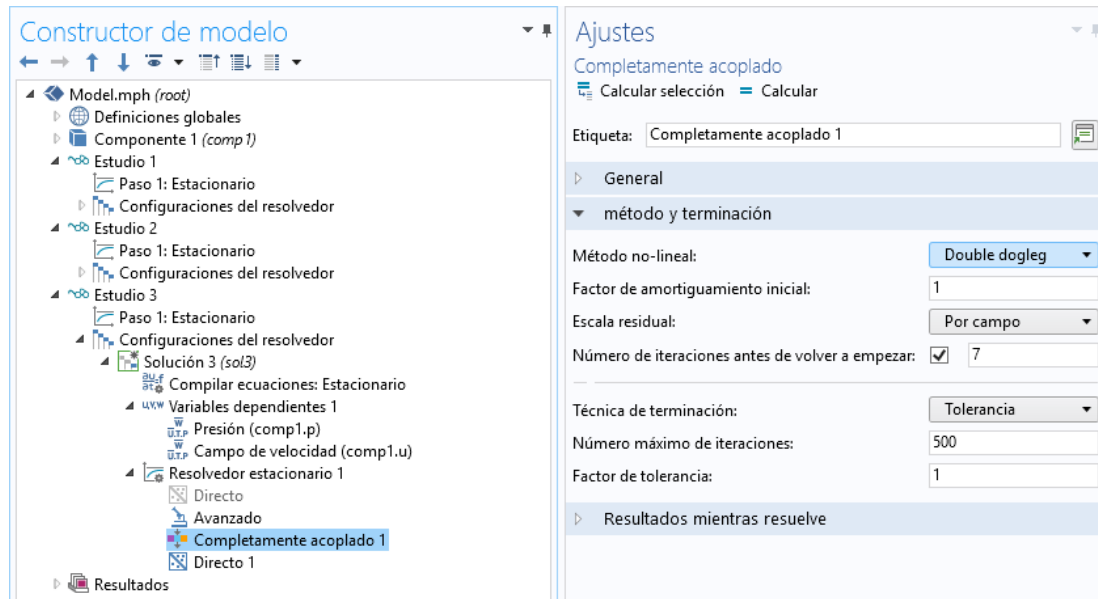 Constructor de modelo
Model.mph (root)
Definiciones globales
Componente 1 (comp1)
Estudio 1
Paso 1: Estacionario
Configuraciones del resolvedor
Estudio 2
Paso 1: Estacionario
Configuraciones del resolvedor
Estudio 3
Paso 1: Estacionario
Configuraciones del resolvedor
Solución 3 (sol3)
Compilar ecuaciones: Estacionario
Variables dependientes 1
Presión (comp1.p)
Campo de velocidad (comp1.u)
Resolvedor estacionario 1
Directo
Avanzado
Completamente acoplado 1
Directo 1
Resultados
Ajustes
Completamente acoplado
Calcular selección = Calcular
Etiqueta: Completamente acoplado 1
General
método y terminación
Método no-lineal: Double dogleg
Factor de amortiguamiento inicial: 1
Escala residual: Por campo
Número de iteraciones antes de volver a empezar: 7
Técnica de terminación: Tolerancia
Número máximo de iteraciones: 500
Factor de tolerancia: 1
Resultados mientras resuelve